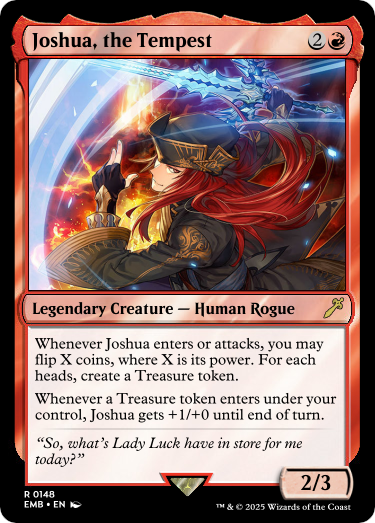 Joshua, the Tempest 2
Legendary Creature — Human Rogue
Whenever Joshua enters or attacks, you may
flip X coins, where X is its power. For each
heads, create a Treasure token.
Whenever a Treasure token enters under your
control, Joshua gets +1/+0 until end of turn.
“So, what’s Lady Luck have in store for me
today?”
2/3
R 0148
EMB • EN
™ & © 2025 Wizards of the Coast